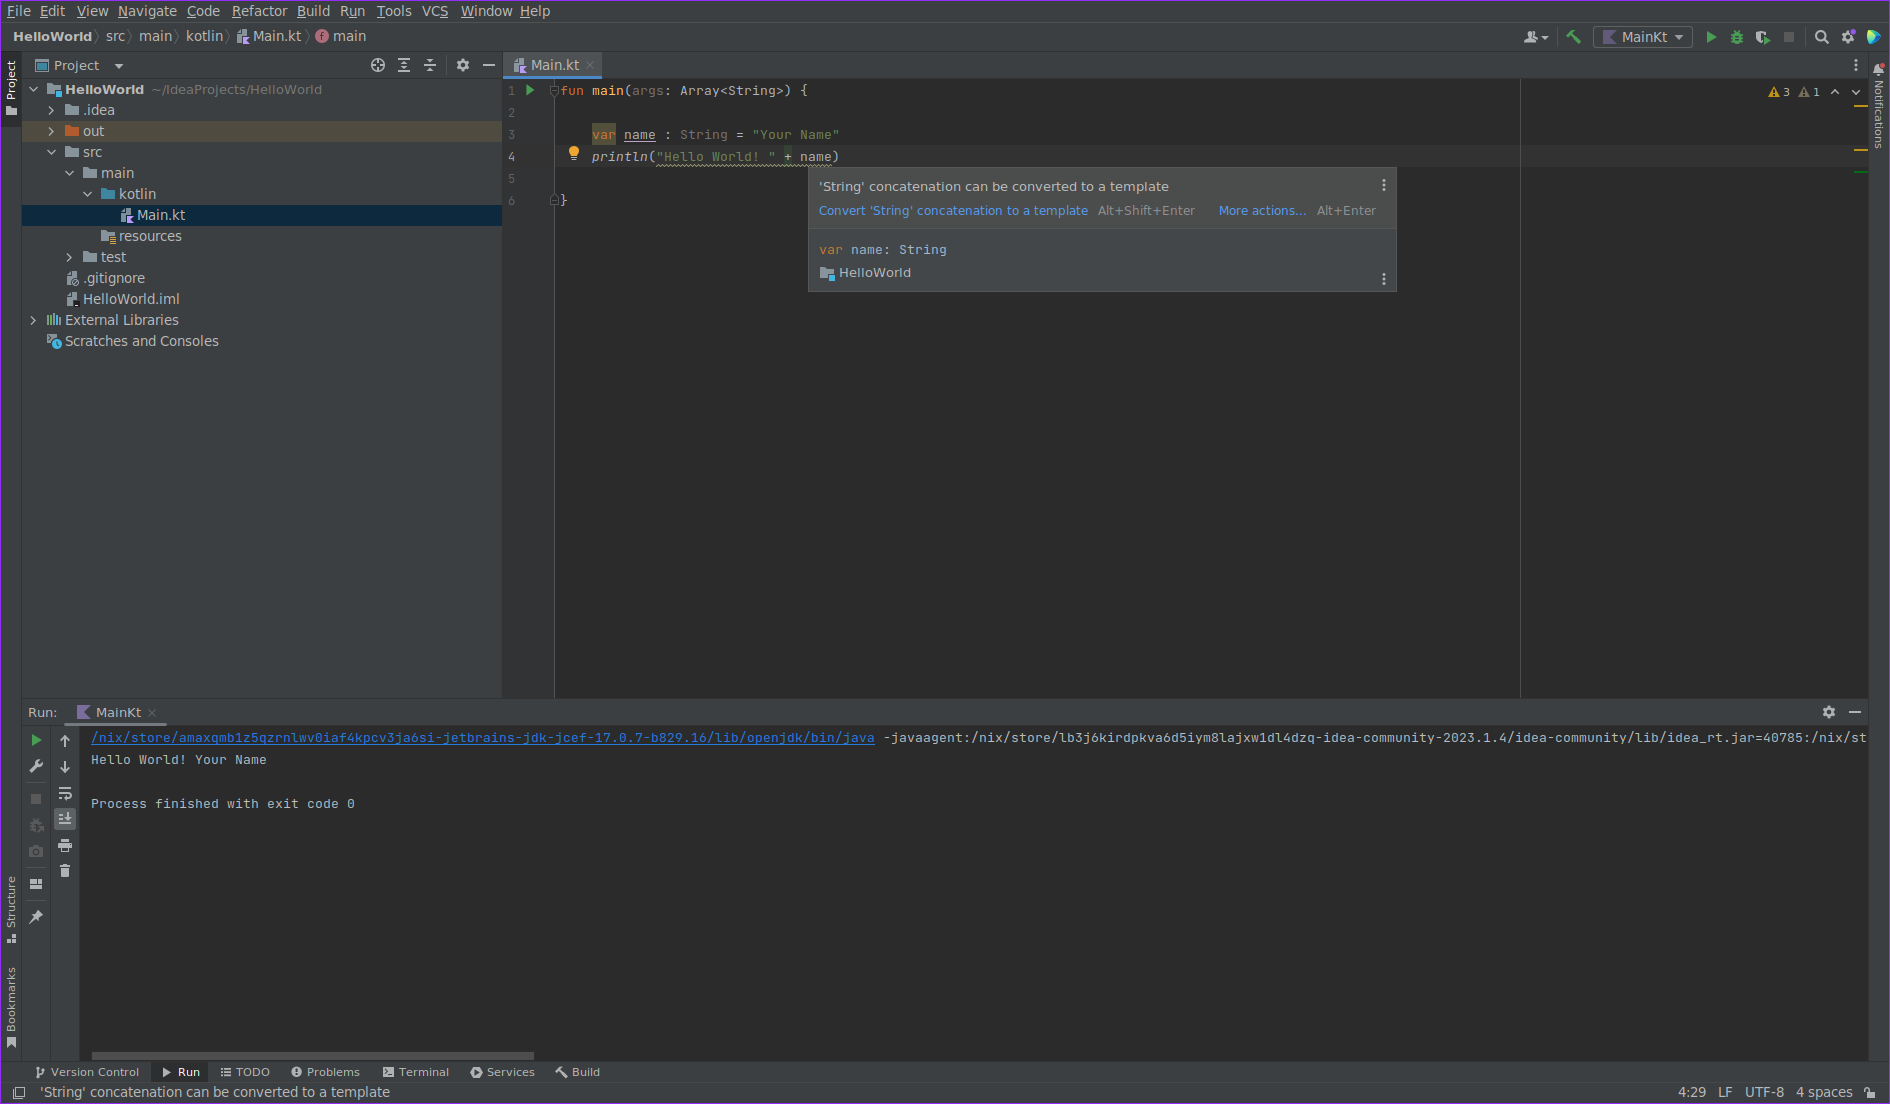 File Edit View Navigate Code Refactor Build Run Tools VCS Window Help
HelloWorld src main kotlin Main.kt main
MainKt
Project
Project
Main.kt
Notifications
HelloWorld ~/IdeaProjects/HelloWorld
.idea
out
src
main
kotlin
Main.kt
resources
test
.gitignore
HelloWorld.iml
External Libraries
Scratches and Consoles
3 1
1 fun main(args: Array<String>) {
2
3 var name : String = "Your Name"
4 println("Hello World! " + name)
5
6 }
'String' concatenation can be converted to a template
Convert 'String' concatenation to a template Alt+Shift+Enter More actions... Alt+Enter
var name: String
HelloWorld
Run: MainKt
/nix/store/amaxqmb1z5qzrnlwv0iaf4kpcv3ja6si-jetbrains-jdk-jcef-17.0.7-b829.16/lib/openjdk/bin/java -javaagent:/nix/store/lb3j6kirdpkva6d5iym8lajxw1dl4dzq-idea-community-2023.1.4/idea-community/lib/idea_rt.jar=40785:/nix/st
Hello World! Your Name
Process finished with exit code 0
Structure
Bookmarks
Version Control Run TODO Problems Terminal Services Build
'String' concatenation can be converted to a template
4:29 LF UTF-8 4 spaces